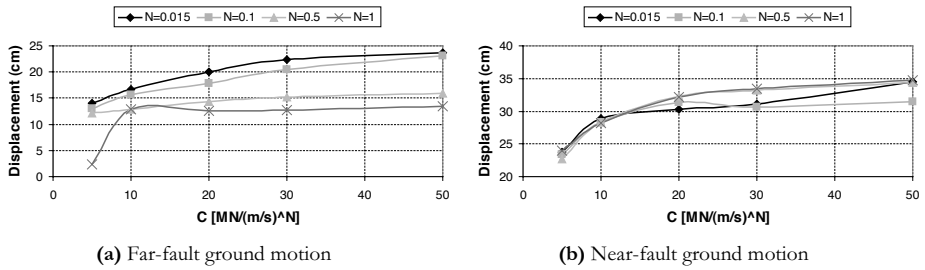 N=0.015 N=0.1 N=0.5 N=1
25
20
15
10
5
0
Displacement (cm)
0 10 20 30 40 50
C [MN/(m/s)^N]
(a) Far-fault ground motion
N=0.015 N=0.1 N=0.5 N=1
40
35
30
25
20
Displacement (cm)
0 10 20 30 40 50
C [MN/(m/s)^N]
(b) Near-fault ground motion